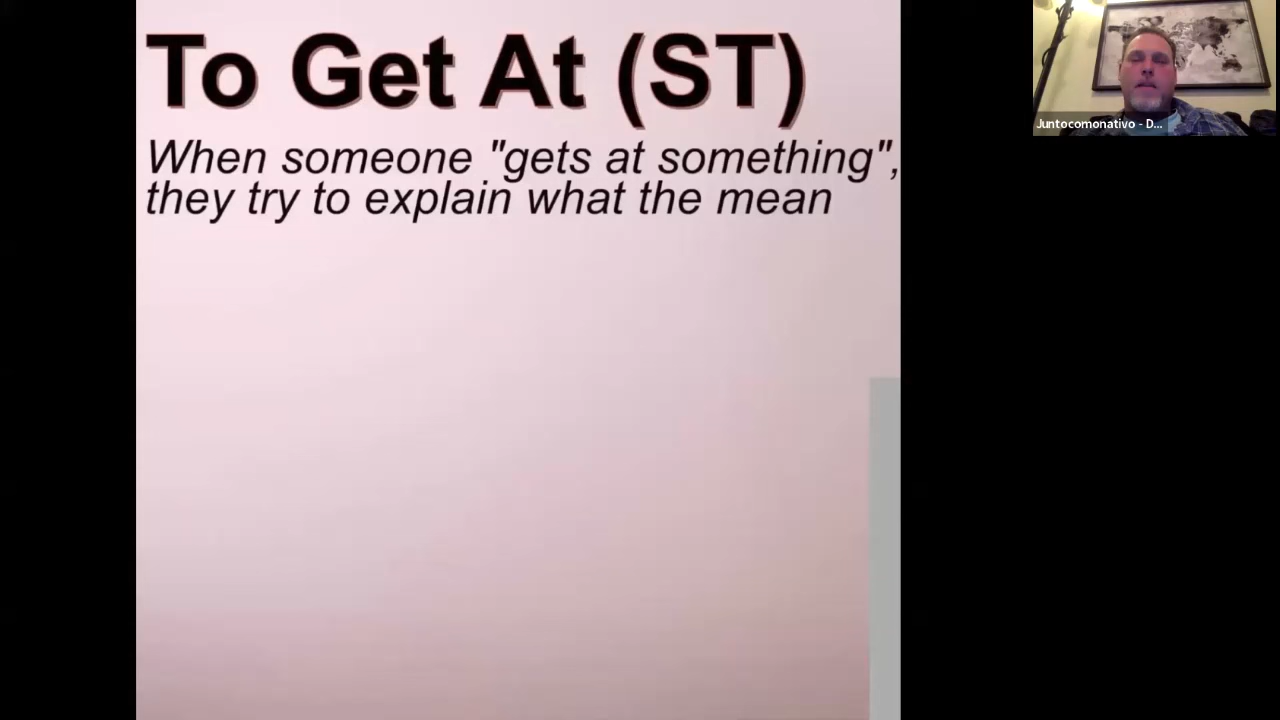 To Get At (ST)
When someone "gets at something",
they try to explain what the mean
Juntocomonativo - D...